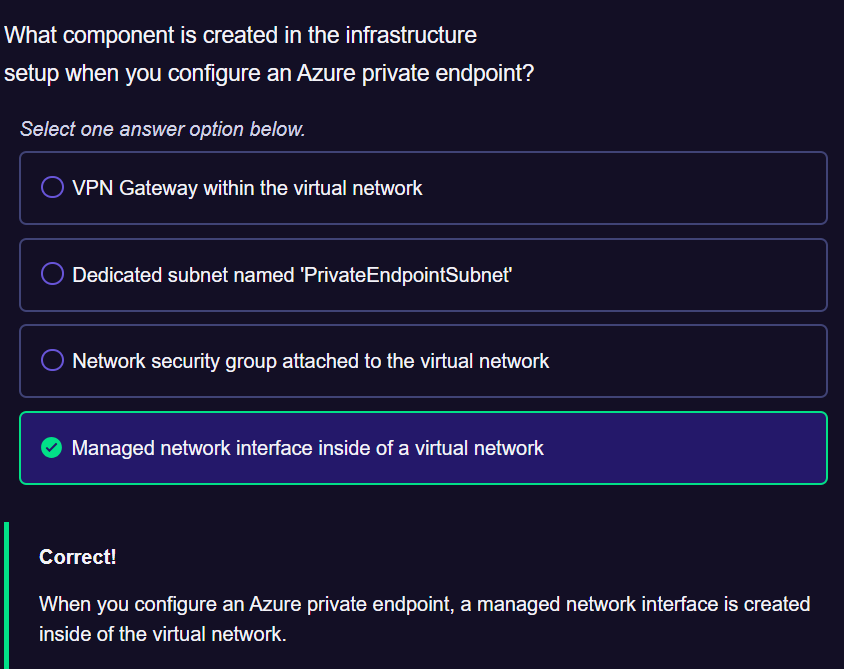 What component is created in the infrastructure
setup when you configure an Azure private endpoint?
Select one answer option below.
VPN Gateway within the virtual network
Dedicated subnet named 'PrivateEndpointSubnet'
Network security group attached to the virtual network
Managed network interface inside of a virtual network
Correct!
When you configure an Azure private endpoint, a managed network interface is created
inside of the virtual network.